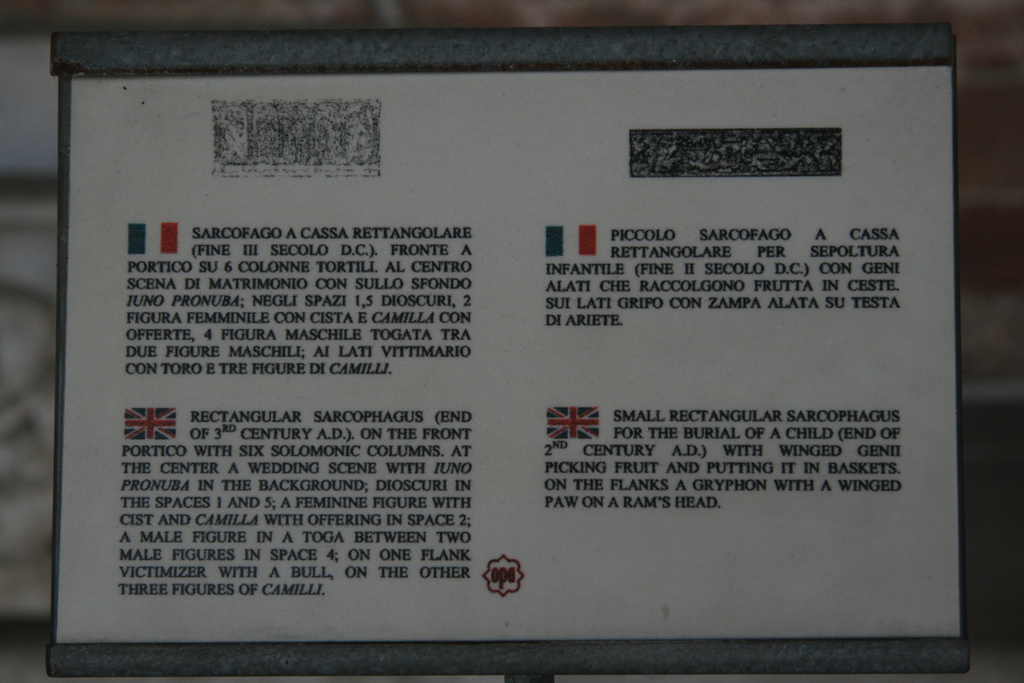 SARCOFAGO A CASSA RETTANGOLARE
(FINE III SECOLO D.C.). FRONTE A
PORTICO SU 6 COLONNE TORTILI. AL CENTRO
SCENA DI MATRIMONIO CON SULLO SFONDO
IUNO PRONUBA; NEGLI SPAZI 1,5 DIOSCURI, 2
FIGURA FEMMINILE CON CISTA E CAMILLA CON
OFFERTE, 4 FIGURA MASCHILE TOGATA TRA
DUE FIGURE MASCHILI; AI LATI VITTIMARIO
CON TORO E TRE FIGURE DI CAMILLI.
RECTANGULAR SARCOPHAGUS (END
OF 3RD CENTURY A.D.). ON THE FRONT
PORTICO WITH SIX SOLOMONIC COLUMNS. AT
THE CENTER A WEDDING SCENE WITH IUNO
PRONUBA IN THE BACKGROUND; DIOSCURI IN
THE SPACES 1 AND 5; A FEMININE FIGURE WITH
CIST AND CAMILLA WITH OFFERING IN SPACE 2;
A MALE FIGURE IN A TOGA BETWEEN TWO
MALE FIGURES IN SPACE 4; ON ONE FLANK
VICTIMIZER WITH A BULL, ON THE OTHER
THREE FIGURES OF CAMILLI.
PICCOLO SARCOFAGO A CASSA
RETTANGOLARE PER SEPOLTURA
INFANTILE (FINE II SECOLO D.C.) CON GENI
ALATI CHE RACCOLGONO FRUTTA IN CESTE.
SUI LATI GRIFO CON ZAMPA ALATA SU TESTA
DI ARIETE.
SMALL RECTANGULAR SARCOPHAGUS
FOR THE BURIAL OF A CHILD (END OF
2ND CENTURY A.D.) WITH WINGED GENII
PICKING FRUIT AND PUTTING IT IN BASKETS.
ON THE FLANKS A GRYPHON WITH A WINGED
PAW ON A RAM'S HEAD.
opa